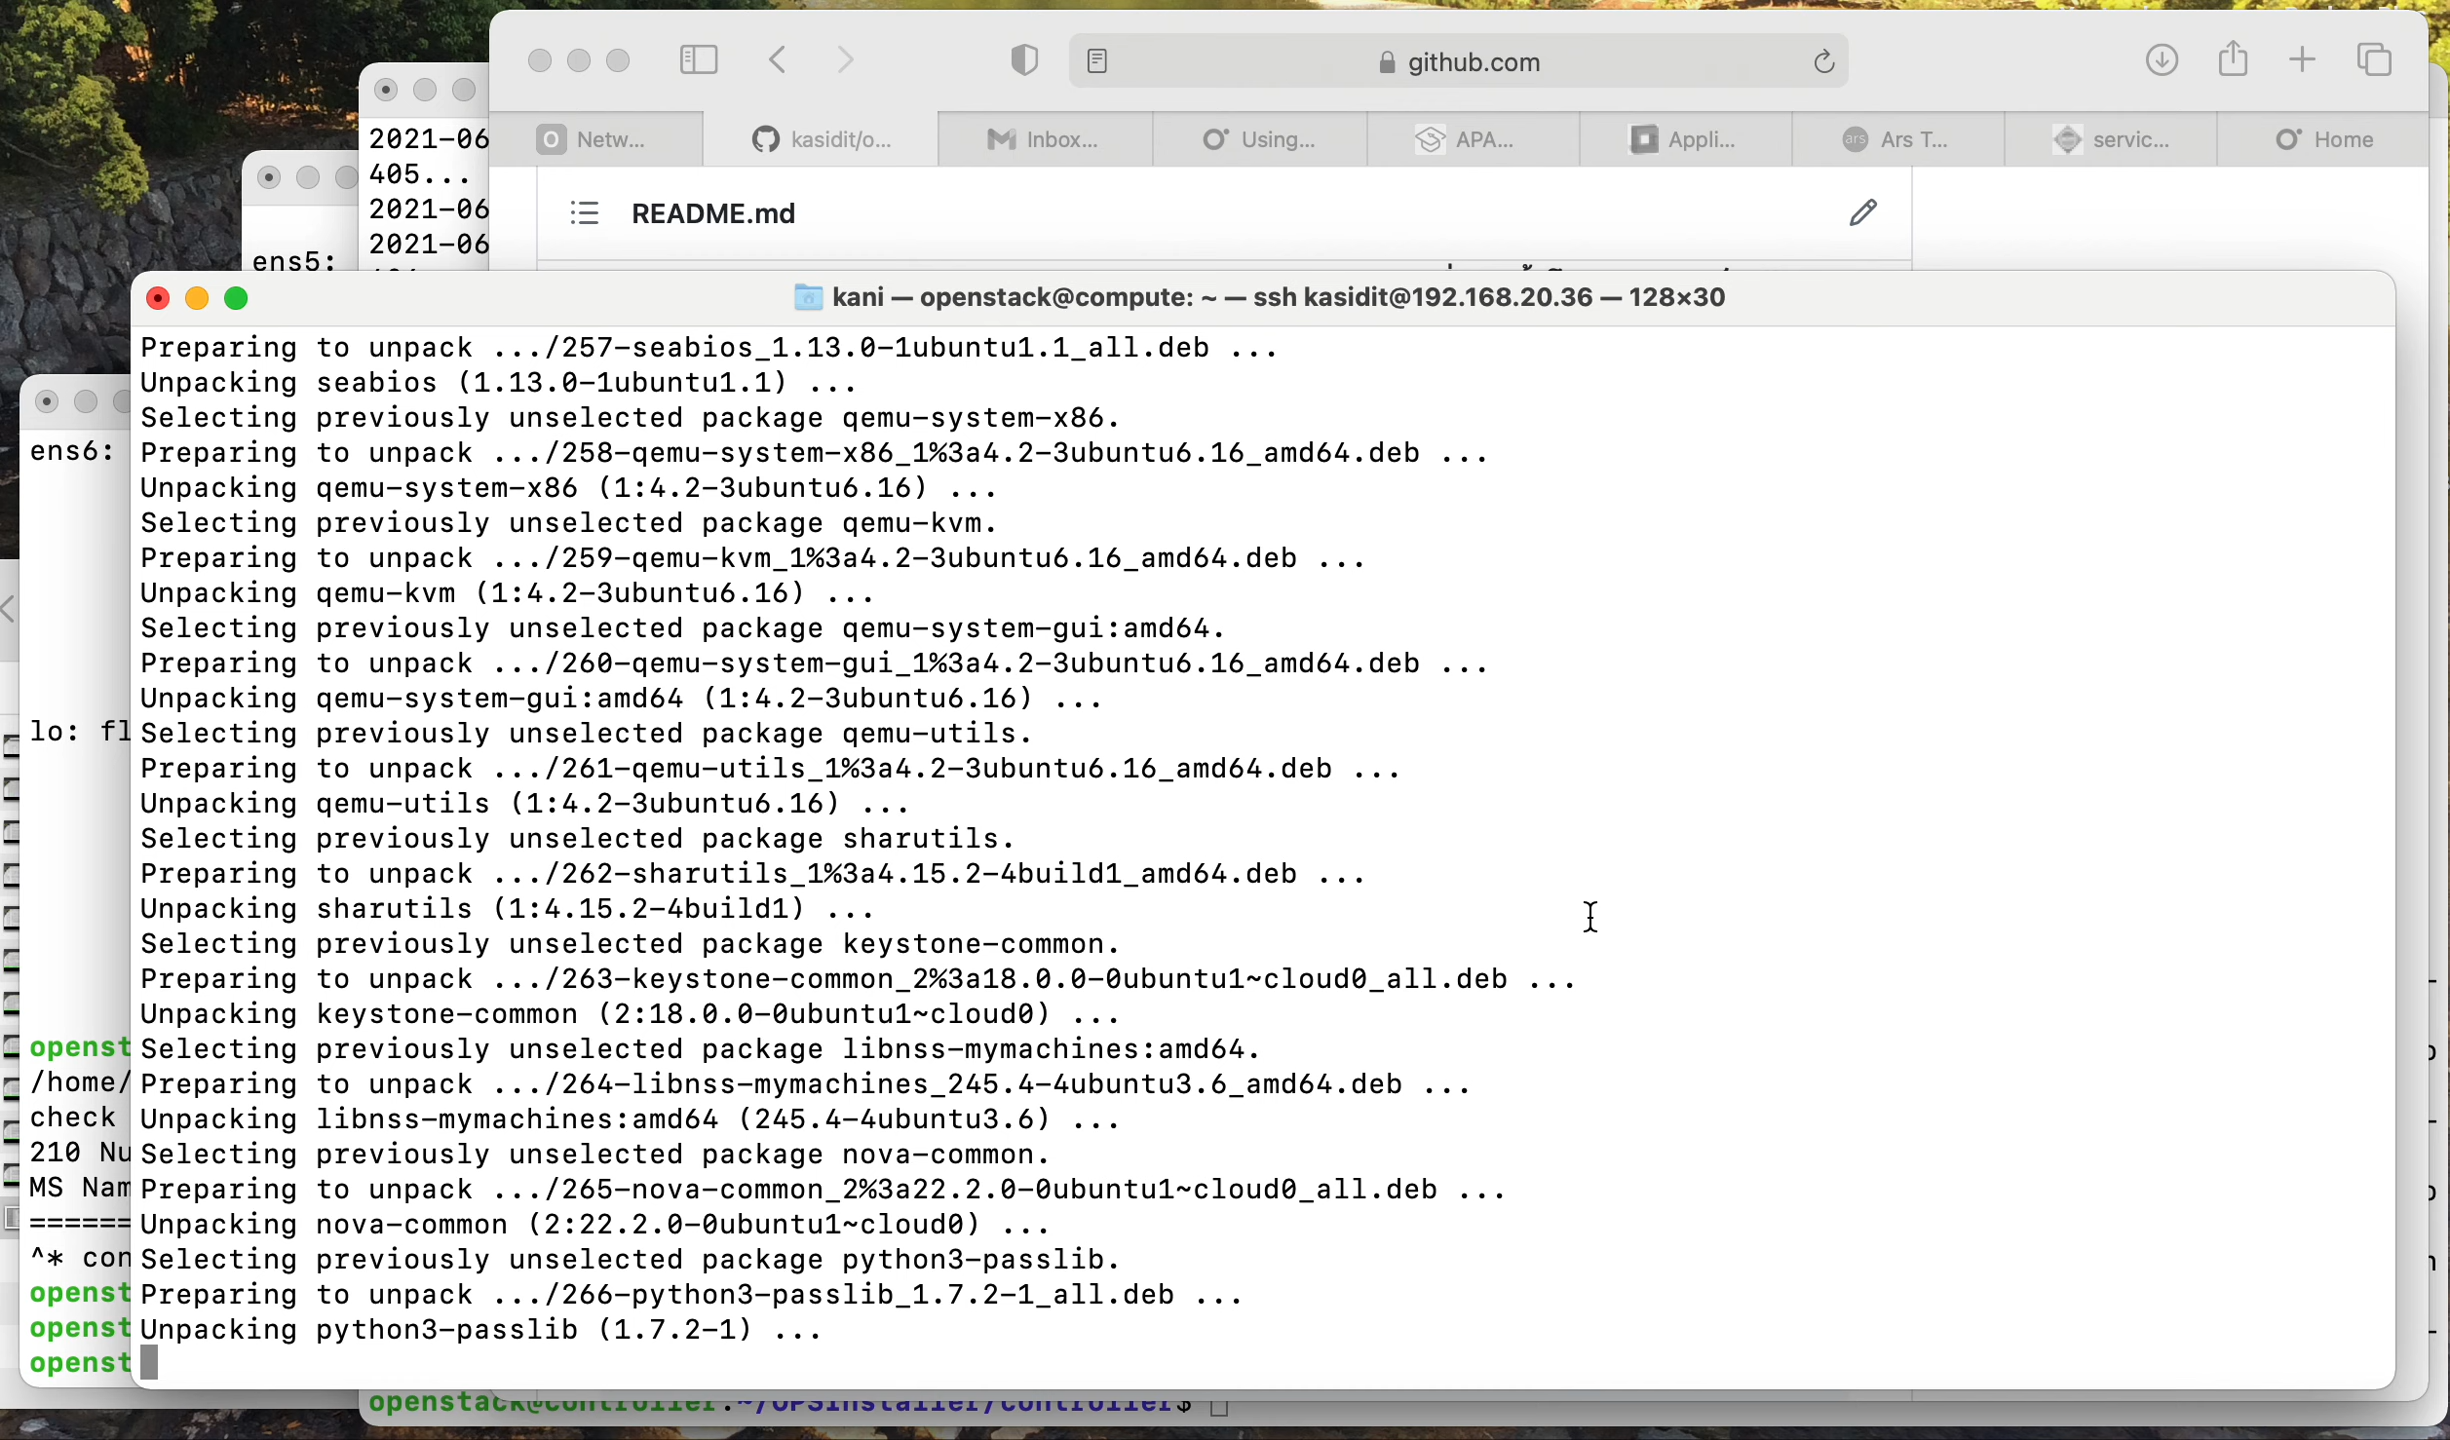 github.com
Netw...
kasidit/o...
Inbox...
Using...
APA...
Appli...
Ars T...
servic...
Home
README.md
2021-06
405...
2021-06
2021-06
ens5:
ens6:
lo: fl
openst
/home/
check
210 Nu
MS Nam
======
^* con
openst
openst
openst
kani — openstack@compute: ~ — ssh kasidit@192.168.20.36 — 128×30
Preparing to unpack .../257-seabios_1.13.0-1ubuntu1.1_all.deb ...
Unpacking seabios (1.13.0-1ubuntu1.1) ...
Selecting previously unselected package qemu-system-x86.
Preparing to unpack .../258-qemu-system-x86_1%3a4.2-3ubuntu6.16_amd64.deb ...
Unpacking qemu-system-x86 (1:4.2-3ubuntu6.16) ...
Selecting previously unselected package qemu-kvm.
Preparing to unpack .../259-qemu-kvm_1%3a4.2-3ubuntu6.16_amd64.deb ...
Unpacking qemu-kvm (1:4.2-3ubuntu6.16) ...
Selecting previously unselected package qemu-system-gui:amd64.
Preparing to unpack .../260-qemu-system-gui_1%3a4.2-3ubuntu6.16_amd64.deb ...
Unpacking qemu-system-gui:amd64 (1:4.2-3ubuntu6.16) ...
Selecting previously unselected package qemu-utils.
Preparing to unpack .../261-qemu-utils_1%3a4.2-3ubuntu6.16_amd64.deb ...
Unpacking qemu-utils (1:4.2-3ubuntu6.16) ...
Selecting previously unselected package sharutils.
Preparing to unpack .../262-sharutils_1%3a4.15.2-4build1_amd64.deb ...
Unpacking sharutils (1:4.15.2-4build1) ...
Selecting previously unselected package keystone-common.
Preparing to unpack .../263-keystone-common_2%3a18.0.0-0ubuntu1~cloud0_all.deb ...
Unpacking keystone-common (2:18.0.0-0ubuntu1~cloud0) ...
Selecting previously unselected package libnss-mymachines:amd64.
Preparing to unpack .../264-libnss-mymachines_245.4-4ubuntu3.6_amd64.deb ...
Unpacking libnss-mymachines:amd64 (245.4-4ubuntu3.6) ...
Selecting previously unselected package nova-common.
Preparing to unpack .../265-nova-common_2%3a22.2.0-0ubuntu1~cloud0_all.deb ...
Unpacking nova-common (2:22.2.0-0ubuntu1~cloud0) ...
Selecting previously unselected package python3-passlib.
Preparing to unpack .../266-python3-passlib_1.7.2-1_all.deb ...
Unpacking python3-passlib (1.7.2-1) ...
openstack@controller:~/OPSInstaller/controller$